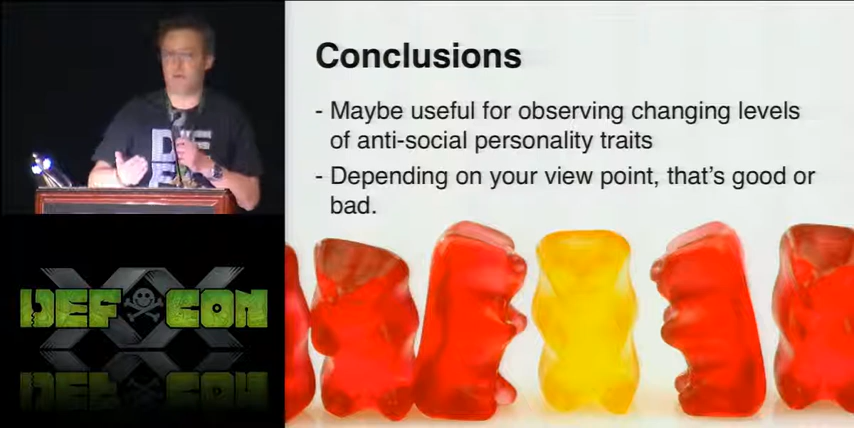 Conclusions
- Maybe useful for observing changing levels
of anti-social personality traits
- Depending on your view point, that's good or
bad.
DEF CON
XX